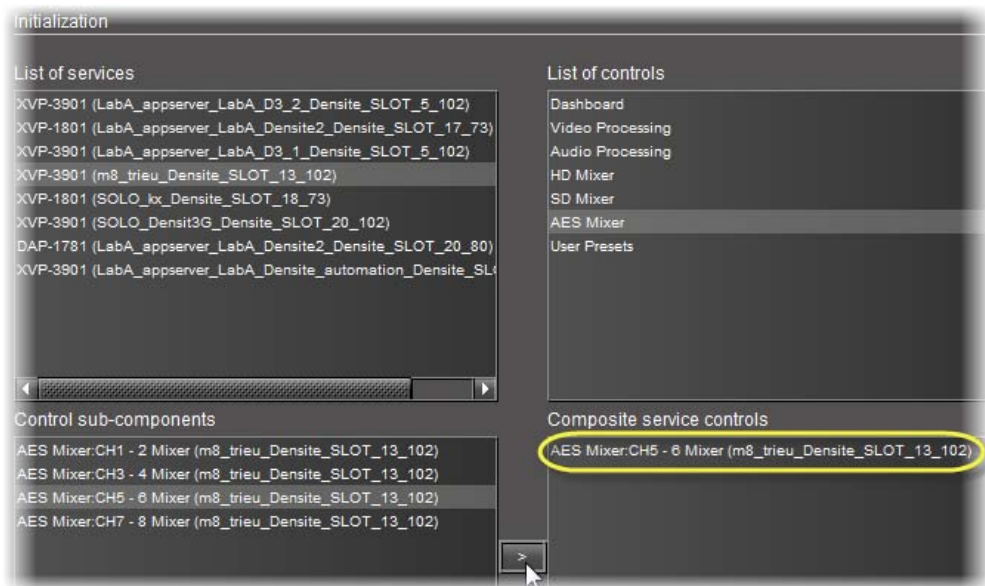 Initialization
List of services
XVP-3901 (LabA_appserver_LabA_D3_2_Densite_SLOT_5_102)
XVP-1801 (LabA_appserver_LabA_Densite2_Densite_SLOT_17_73)
XVP-3901 (LabA_appserver_LabA_D3_1_Densite_SLOT_5_102)
XVP-3901 (m8_trieu_Densite_SLOT_13_102)
XVP-1801 (SOLO_kx_Densite_SLOT_18_73)
XVP-3901 (SOLO_Densit3G_Densite_SLOT_20_102)
DAP-1781 (LabA_appserver_LabA_Densite2_Densite_SLOT_20_80)
XVP-3901 (LabA_appserver_LabA_Densite_automation_Densite_SL
List of controls
Dashboard
Video Processing
Audio Processing
HD Mixer
SD Mixer
AES Mixer
User Presets
Control sub-components
AES Mixer:CH1 - 2 Mixer (m8_trieu_Densite_SLOT_13_102)
AES Mixer:CH3 - 4 Mixer (m8_trieu_Densite_SLOT_13_102)
AES Mixer:CH5 - 6 Mixer (m8_trieu_Densite_SLOT_13_102)
AES Mixer:CH7 - 8 Mixer (m8_trieu_Densite_SLOT_13_102)
>
Composite service controls
AES Mixer:CH5 - 6 Mixer (m8_trieu_Densite_SLOT_13_102)